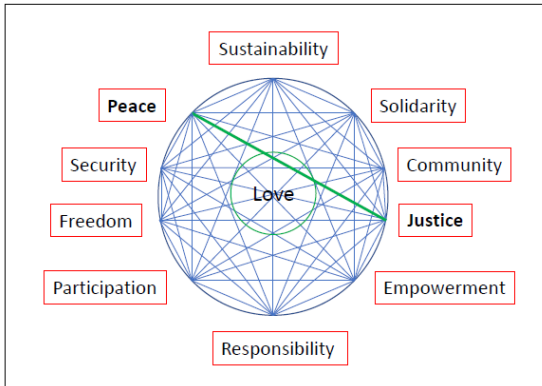 Sustainability
Peace
Solidarity
Security
Community
Love
Freedom
Justice
Participation
Empowerment
Responsibility